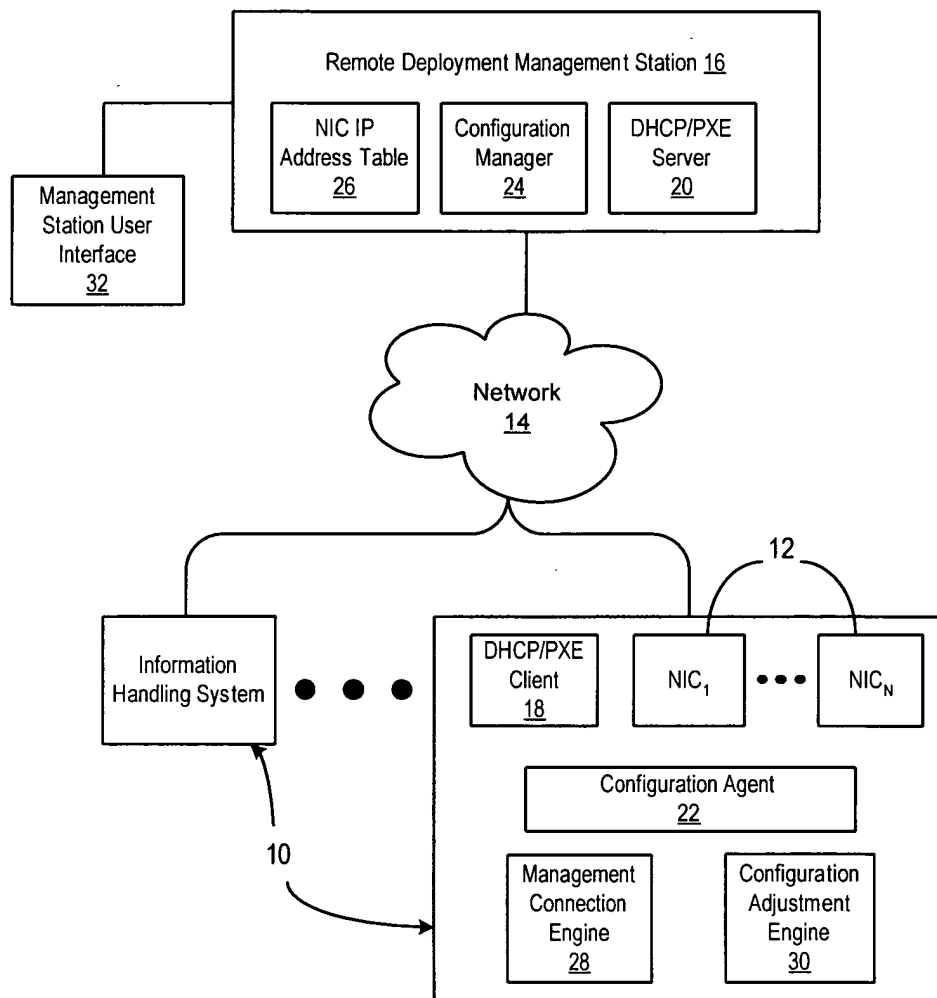 Remote Deployment Management Station 16
NIC IP
Address Table
26
Configuration
Manager
24
DHCP/PXE
Server
20
Management
Station User
Interface
32
Network
14
12
Information
Handling System
DHCP/PXE
Client
18
NIC1
NICN
Configuration Agent
22
10
Management
Connection
Engine
28
Configuration
Adjustment
Engine
30